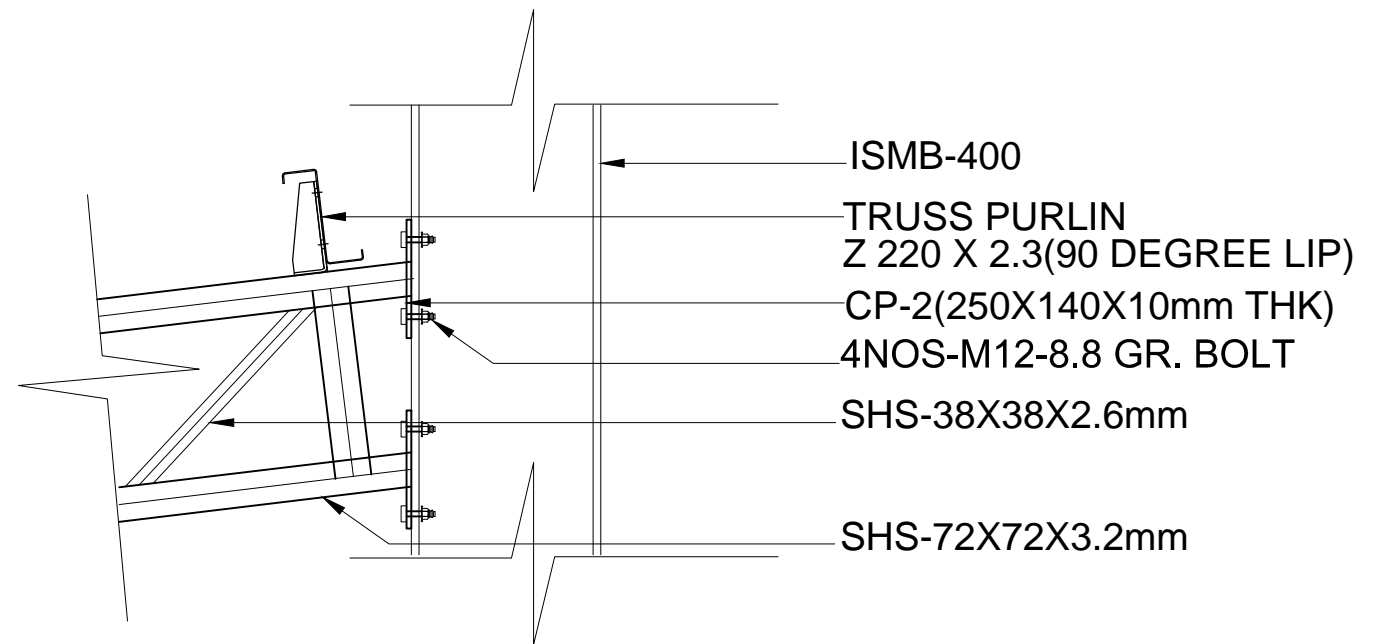 ISMB-400
TRUSS PURLIN
Z 220 X 2.3(90 DEGREE LIP)
CP-2(250X140X10mm THK)
4NOS-M12-8.8 GR. BOLT
SHS-38X38X2.6mm
SHS-72X72X3.2mm